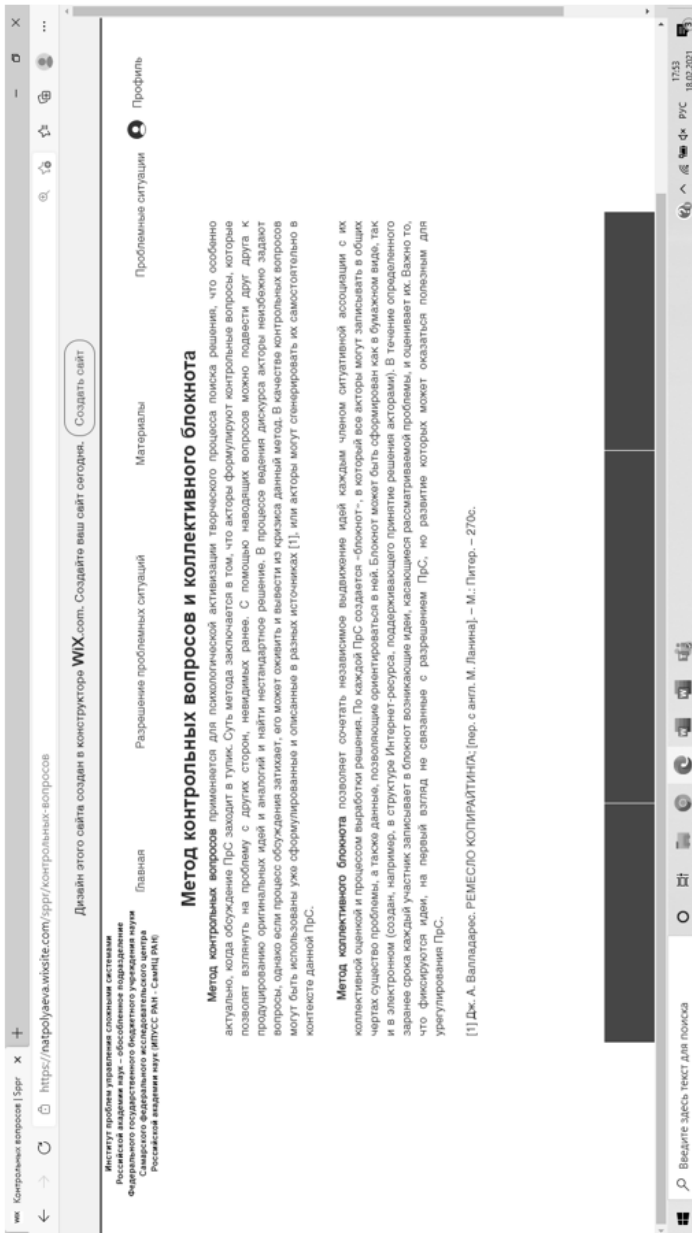 WiX Контрольных вопросов | Sppr
https://natpolyaeva.wixsite.com/sppr/контрольных-вопросов
Дизайн этого сайта создан в конструкторе WiX.com. Создайте ваш сайт сегодня. Создать сайт
Институт проблем управления сложными системами
Российской академии наук – обособленное подразделение
Федерального государственного бюджетного учреждения науки
Самарского федерального исследовательского центра
Российской академии наук (ИПУСС РАН - СамНЦ РАН)
Главная Разрешение проблемных ситуаций Материалы Проблемные ситуации Профиль
Метод контрольных вопросов и коллективного блокнота
Метод контрольных вопросов применяется для психологической активизации творческого процесса поиска решения, что особенно
актуально, когда обсуждение ПрС заходит в тупик. Суть метода заключается в том, что акторы формулируют контрольные вопросы, которые
позволят взглянуть на проблему с других сторон, невидимых ранее. С помощью наводящих вопросов можно подвести друг друга к
продуцированию оригинальных идей и аналогий и найти нестандартное решение. В процессе ведения дискурса акторы неизбежно задают
вопросы, однако если процесс обсуждения затихает, его может оживить и вывести из кризиса данный метод. В качестве контрольных вопросов
могут быть использованы уже сформулированные и описанные в разных источниках [1], или акторы могут сгенерировать их самостоятельно в
контексте данной ПрС.
Метод коллективного блокнота позволяет сочетать независимое выдвижение идей каждым членом ситуативной ассоциации с их
коллективной оценкой и процессом выработки решения. По каждой ПрС создается «блокнот», в который все акторы могут записывать в общих
чертах существо проблемы, а также данные, позволяющие ориентироваться в ней. Блокнот может быть сформирован как в бумажном виде, так
и в электронном (создан, например, в структуре Интернет-ресурса, поддерживающего принятие решения акторами). В течение определенного
заранее срока каждый участник записывает в блокнот возникающие идеи, касающиеся рассматриваемой проблемы, и оценивает их. Важно то,
что фиксируются идеи, на первый взгляд не связанные с разрешением ПрС, но развитие которых может оказаться полезным для
урегулирования ПрС.
[1] Дж. А. Валладарес. РЕМЕСЛО КОПИРАЙТИНГА; [пер. с англ. М. Ланина]. – М.: Питер. – 270с.
Введите здесь текст для поиска
РУС
17:53
18.02.2021